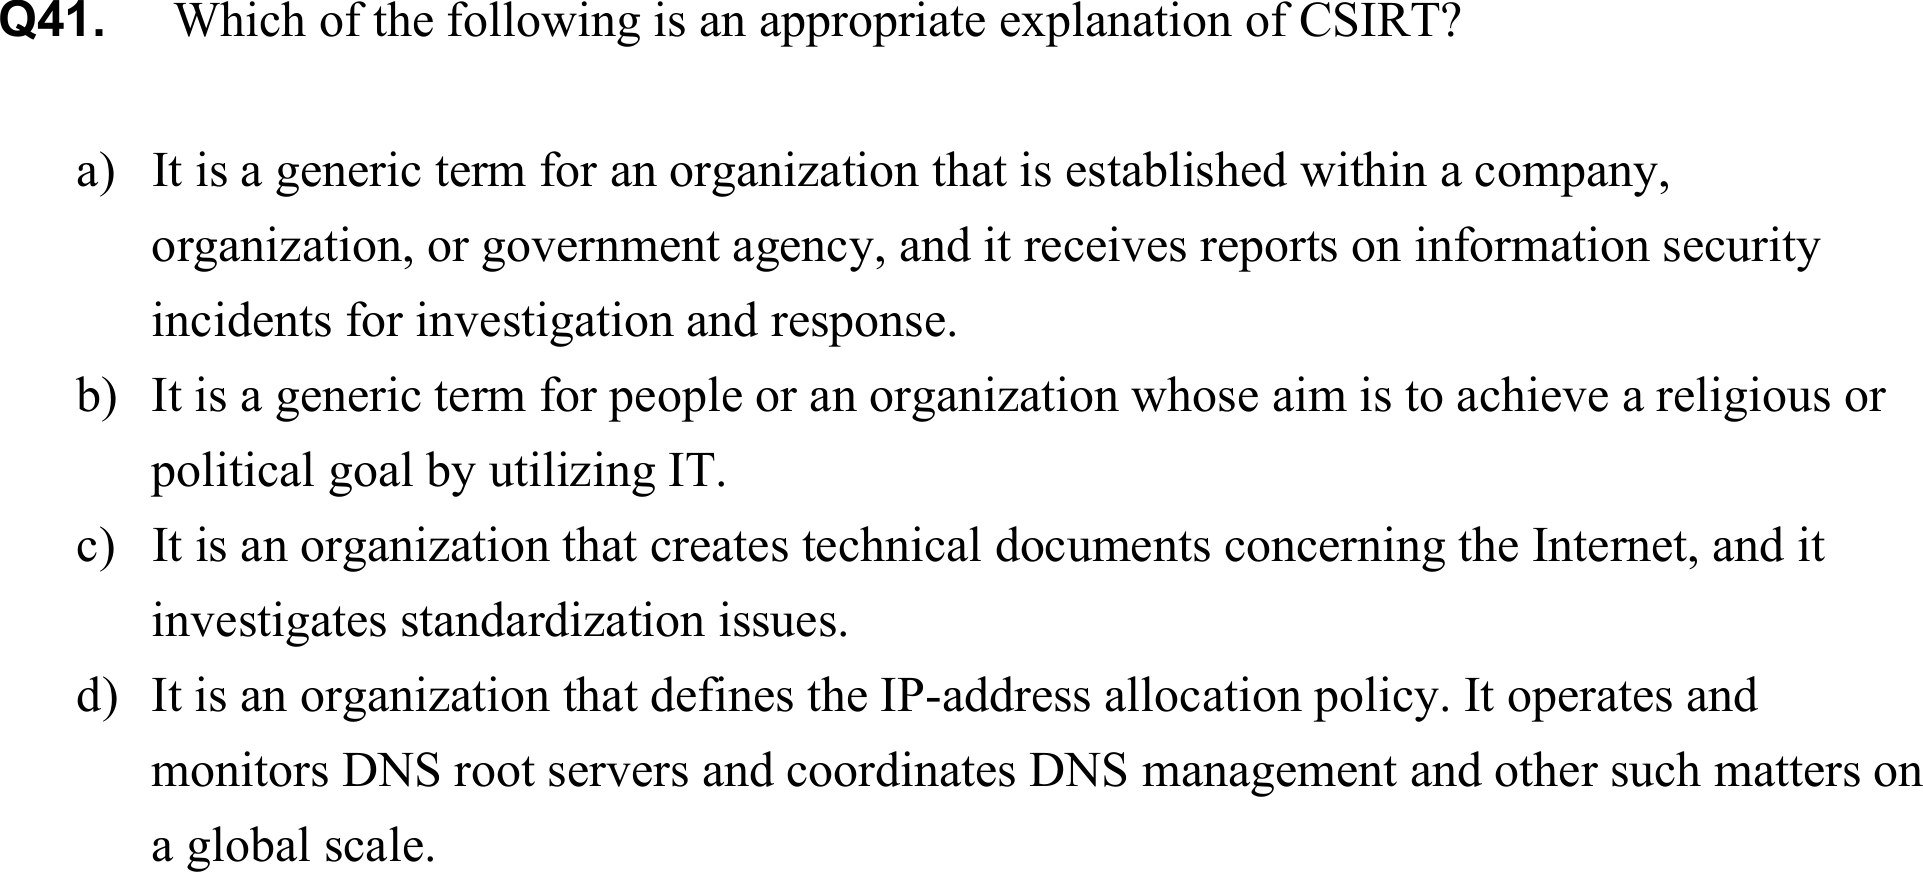 Q41. Which of the following is an appropriate explanation of CSIRT?
a) It is a generic term for an organization that is established within a company,
organization, or government agency, and it receives reports on information security
incidents for investigation and response.
b) It is a generic term for people or an organization whose aim is to achieve a religious or
political goal by utilizing IT.
c) It is an organization that creates technical documents concerning the Internet, and it
investigates standardization issues.
d) It is an organization that defines the IP-address allocation policy. It operates and
monitors DNS root servers and coordinates DNS management and other such matters on
a global scale.